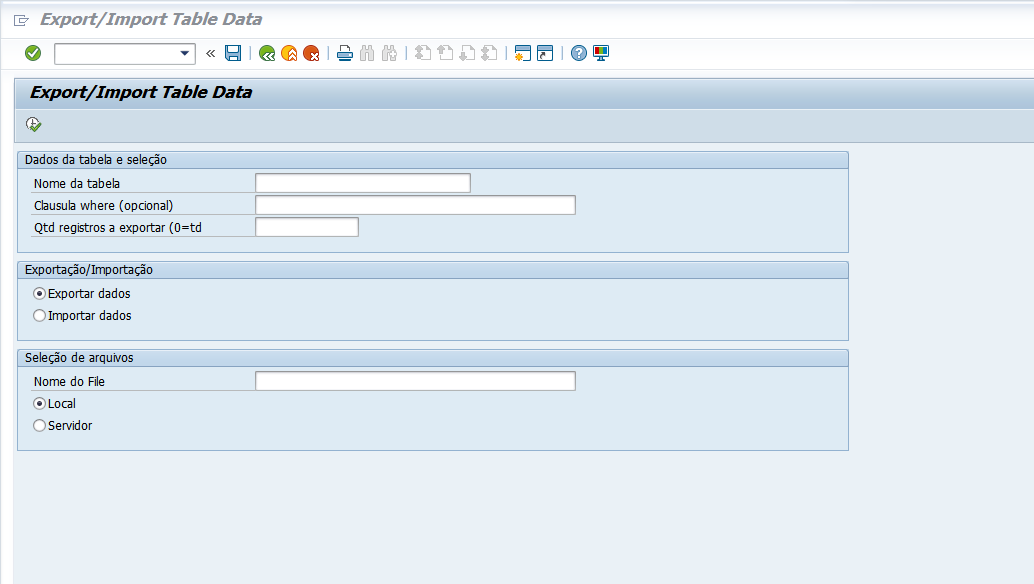 Export/Import Table Data
Export/Import Table Data
Dados da tabela e seleção
Nome da tabela
Clausula where (opcional)
Qtd registros a exportar (0=td
Exportação/Importação
Exportar dados
Importar dados
Seleção de arquivos
Nome do File
Local
Servidor